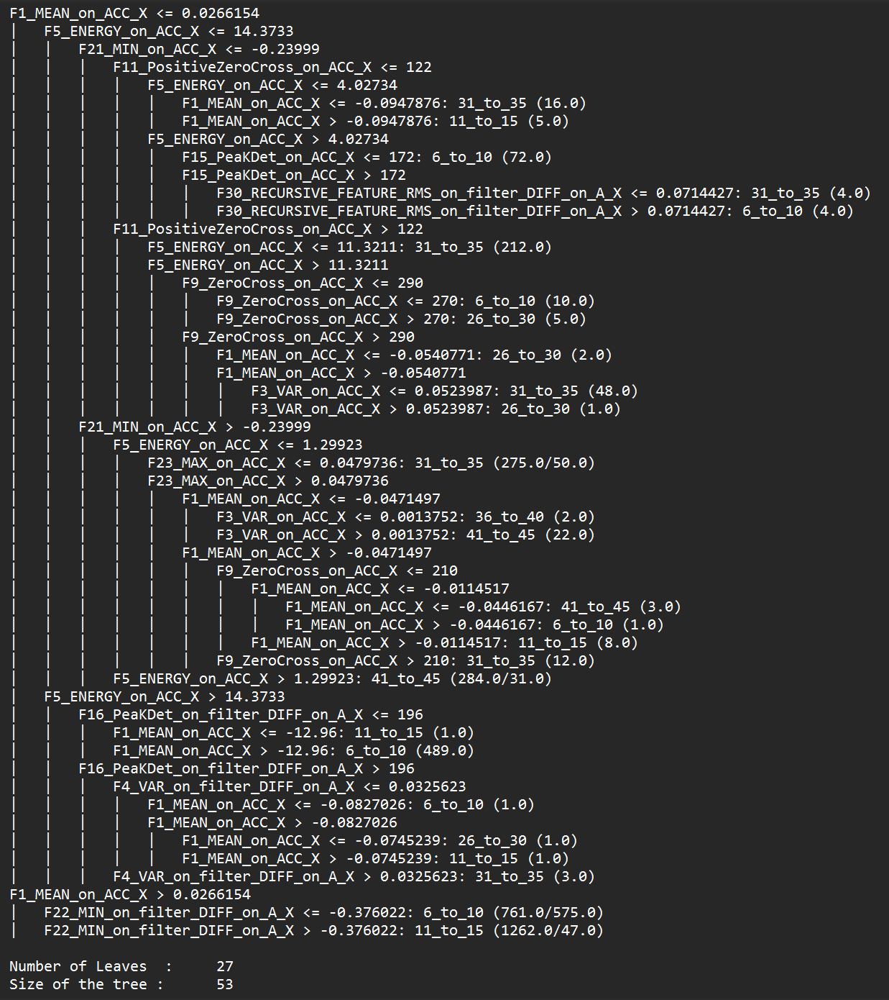 F1_MEAN_on_ACC_X <= 0.0266154
|   F5_ENERGY_on_ACC_X <= 14.3733
|   |   F21_MIN_on_ACC_X <= -0.23999
|   |   |   F11_PositiveZeroCross_on_ACC_X <= 122
|   |   |   |   F5_ENERGY_on_ACC_X <= 4.02734
|   |   |   |   |   F1_MEAN_on_ACC_X <= -0.0947876: 31_to_35 (16.0)
|   |   |   |   |   F1_MEAN_on_ACC_X > -0.0947876: 11_to_15 (5.0)
|   |   |   |   F5_ENERGY_on_ACC_X > 4.02734
|   |   |   |   |   F15_PeaKDet_on_ACC_X <= 172: 6_to_10 (72.0)
|   |   |   |   |   F15_PeaKDet_on_ACC_X > 172
|   |   |   |   |   |   F30_RECURSIVE_FEATURE_RMS_on_filter_DIFF_on_A_X <= 0.0714427: 31_to_35 (4.0)
|   |   |   |   |   |   F30_RECURSIVE_FEATURE_RMS_on_filter_DIFF_on_A_X > 0.0714427: 6_to_10 (4.0)
|   |   |   F11_PositiveZeroCross_on_ACC_X > 122
|   |   |   |   F5_ENERGY_on_ACC_X <= 11.3211: 31_to_35 (212.0)
|   |   |   |   F5_ENERGY_on_ACC_X > 11.3211
|   |   |   |   |   F9_ZeroCross_on_ACC_X <= 290
|   |   |   |   |   |   F9_ZeroCross_on_ACC_X <= 270: 6_to_10 (10.0)
|   |   |   |   |   |   F9_ZeroCross_on_ACC_X > 270: 26_to_30 (5.0)
|   |   |   |   |   F9_ZeroCross_on_ACC_X > 290
|   |   |   |   |   |   F1_MEAN_on_ACC_X <= -0.0540771: 26_to_30 (2.0)
|   |   |   |   |   |   F1_MEAN_on_ACC_X > -0.0540771
|   |   |   |   |   |   |   F3_VAR_on_ACC_X <= 0.0523987: 31_to_35 (48.0)
|   |   |   |   |   |   |   F3_VAR_on_ACC_X > 0.0523987: 26_to_30 (1.0)
|   |   F21_MIN_on_ACC_X > -0.23999
|   |   |   F5_ENERGY_on_ACC_X <= 1.29923
|   |   |   |   F23_MAX_on_ACC_X <= 0.0479736: 31_to_35 (275.0/50.0)
|   |   |   |   F23_MAX_on_ACC_X > 0.0479736
|   |   |   |   |   F1_MEAN_on_ACC_X <= -0.0471497
|   |   |   |   |   |   F3_VAR_on_ACC_X <= 0.0013752: 36_to_40 (2.0)
|   |   |   |   |   |   F3_VAR_on_ACC_X > 0.0013752: 41_to_45 (22.0)
|   |   |   |   |   F1_MEAN_on_ACC_X > -0.0471497
|   |   |   |   |   |   F9_ZeroCross_on_ACC_X <= 210
|   |   |   |   |   |   |   F1_MEAN_on_ACC_X <= -0.0114517
|   |   |   |   |   |   |   |   F1_MEAN_on_ACC_X <= -0.0446167: 41_to_45 (3.0)
|   |   |   |   |   |   |   |   F1_MEAN_on_ACC_X > -0.0446167: 6_to_10 (1.0)
|   |   |   |   |   |   |   F1_MEAN_on_ACC_X > -0.0114517: 11_to_15 (8.0)
|   |   |   |   |   |   F9_ZeroCross_on_ACC_X > 210: 31_to_35 (12.0)
|   |   |   F5_ENERGY_on_ACC_X > 1.29923: 41_to_45 (284.0/31.0)
|   F5_ENERGY_on_ACC_X > 14.3733
|   |   F16_PeaKDet_on_filter_DIFF_on_A_X <= 196
|   |   |   F1_MEAN_on_ACC_X <= -12.96: 11_to_15 (1.0)
|   |   |   F1_MEAN_on_ACC_X > -12.96: 6_to_10 (489.0)
|   |   F16_PeaKDet_on_filter_DIFF_on_A_X > 196
|   |   |   F4_VAR_on_filter_DIFF_on_A_X <= 0.0325623
|   |   |   |   F1_MEAN_on_ACC_X <= -0.0827026: 6_to_10 (1.0)
|   |   |   |   F1_MEAN_on_ACC_X > -0.0827026
|   |   |   |   |   F1_MEAN_on_ACC_X <= -0.0745239: 26_to_30 (1.0)
|   |   |   |   |   F1_MEAN_on_ACC_X > -0.0745239: 11_to_15 (1.0)
|   |   |   F4_VAR_on_filter_DIFF_on_A_X > 0.0325623: 31_to_35 (3.0)
F1_MEAN_on_ACC_X > 0.0266154
|   F22_MIN_on_filter_DIFF_on_A_X <= -0.376022: 6_to_10 (761.0/575.0)
|   F22_MIN_on_filter_DIFF_on_A_X > -0.376022: 11_to_15 (1262.0/47.0)
Number of Leaves  :     27
Size of the tree :      53